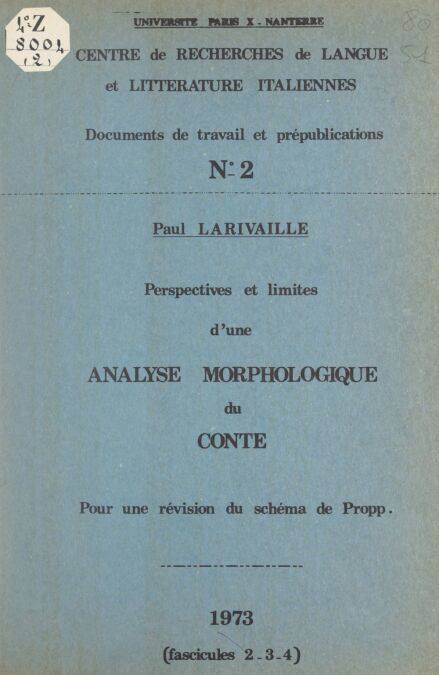 4º Z
8004
(2)
UNIVERSITE PARIS X - NANTERRE
CENTRE de RECHERCHES de LANGUE
et LITTERATURE ITALIENNES
Documents de travail et prépublications
N° 2
Paul LARIVAILLE
Perspectives et limites
d'une
ANALYSE MORPHOLOGIQUE
du
CONTE
Pour une révision du schéma de Propp.
1973
(fascicules 2-3-4)